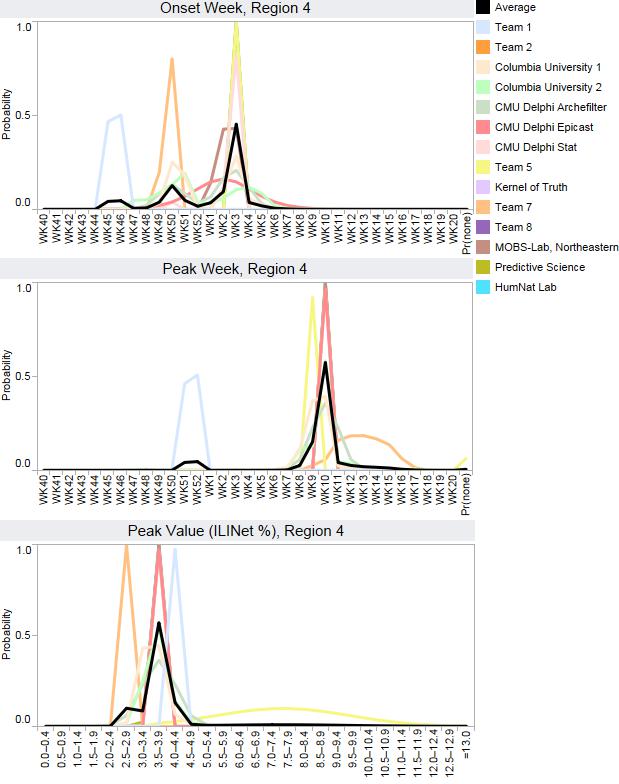 Onset Week, Region 4
Probability
1.0
0.5
0.0
WK40
WK41
WK42
WK43
WK44
WK45
WK46
WK47
WK48
WK49
WK50
WK51
WK52
WK1
WK2
WK3
WK4
WK5
WK6
WK7
WK8
WK9
WK10
WK11
WK12
WK13
WK14
WK15
WK16
WK17
WK18
WK19
WK20
Pr(none)
Average
Team 1
Team 2
Columbia University 1
Columbia University 2
CMU Delphi Archefilter
CMU Delphi Epicast
CMU Delphi Stat
Team 5
Kernel of Truth
Team 7
Team 8
MOBS-Lab, Northeastern
Predictive Science
HumNat Lab
Peak Week, Region 4
Probability
1.0
0.5
0.0
WK40
WK41
WK42
WK43
WK44
WK45
WK46
WK47
WK48
WK49
WK50
WK51
WK52
WK1
WK2
WK3
WK4
WK5
WK6
WK7
WK8
WK9
WK10
WK11
WK12
WK13
WK14
WK15
WK16
WK17
WK18
WK19
WK20
Pr(none)
Peak Value (ILINet %), Region 4
Probability
1.0
0.5
0.0
0.0–0.4
0.5–0.9
1.0–1.4
1.5–1.9
2.0–2.4
2.5–2.9
3.0–3.4
3.5–3.9
4.0–4.4
4.5–4.9
5.0–5.4
5.5–5.9
6.0–6.4
6.5–6.9
7.0–7.4
7.5–7.9
8.0–8.4
8.5–8.9
9.0–9.4
9.5–9.9
10.0–10.4
10.5–10.9
11.0–11.4
11.5–11.9
12.0–12.4
12.5–12.9
=13.0